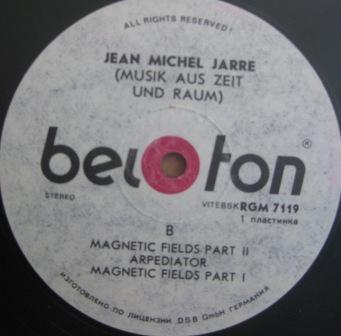 ALL RIGHTS RESERVED!
JEAN MICHEL JARRE
(MUSIK AUS ZEIT
UND RAUM)
beloton®
STEREO
VITEBSK RGM 7119
1 пластинка
B
MAGNETIC FIELDS PART II
ARPEDIATOR
MAGNETIC FIELDS PART I
ИЗГОТОВЛЕНО ПО ЛИЦЕНЗИИ DSB GmbH ГЕРМАНИЯ